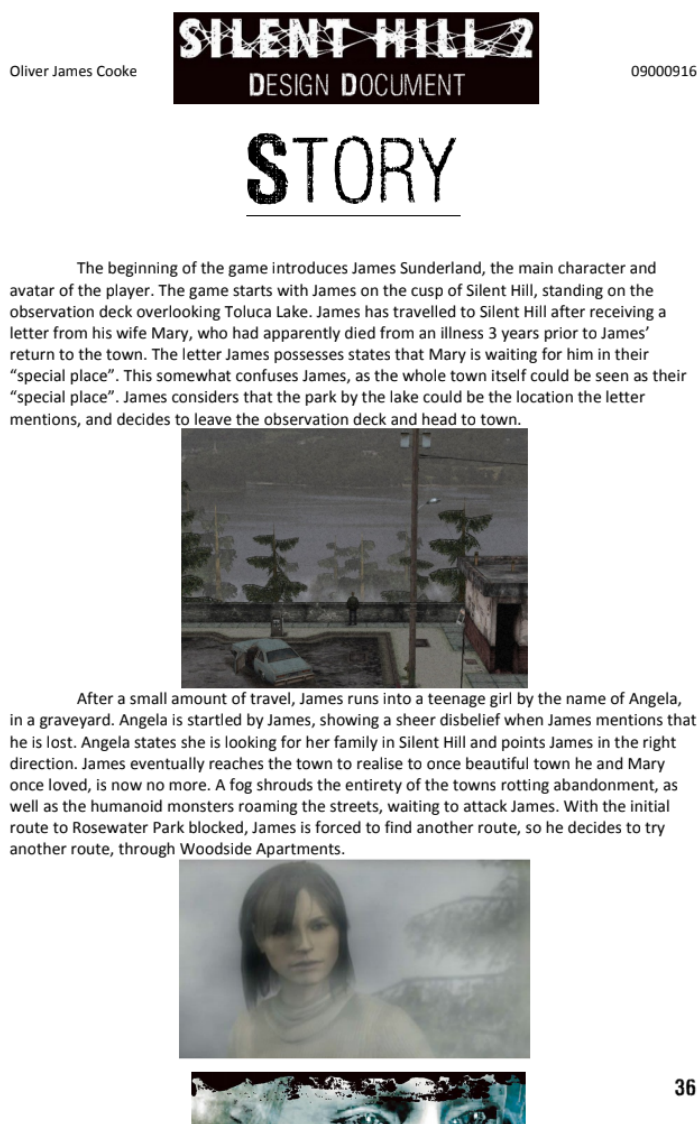 Oliver James Cooke
SILENT HILL 2
DESIGN DOCUMENT
09000916
STORY
The beginning of the game introduces James Sunderland, the main character and
avatar of the player. The game starts with James on the cusp of Silent Hill, standing on the
observation deck overlooking Toluca Lake. James has travelled to Silent Hill after receiving a
letter from his wife Mary, who had apparently died from an illness 3 years prior to James’
return to the town. The letter James possesses states that Mary is waiting for him in their
“special place”. This somewhat confuses James, as the whole town itself could be seen as their
“special place”. James considers that the park by the lake could be the location the letter
mentions, and decides to leave the observation deck and head to town.
After a small amount of travel, James runs into a teenage girl by the name of Angela,
in a graveyard. Angela is startled by James, showing a sheer disbelief when James mentions that
he is lost. Angela states she is looking for her family in Silent Hill and points James in the right
direction. James eventually reaches the town to realise to once beautiful town he and Mary
once loved, is now no more. A fog shrouds the entirety of the towns rotting abandonment, as
well as the humanoid monsters roaming the streets, waiting to attack James. With the initial
route to Rosewater Park blocked, James is forced to find another route, so he decides to try
another route, through Woodside Apartments.
36